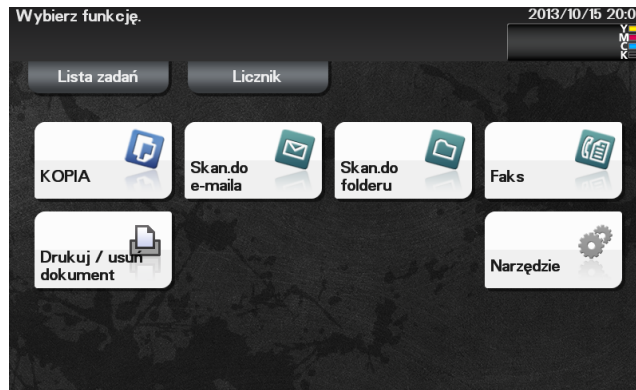 Wybierz funkcję.
2013/10/15 20:0
Y
M
C
K
Lista zadań
Licznik
KOPIA
Skan.do
e-maila
Skan.do
folderu
Faks
Drukuj / usuń
dokument
Narzędzie